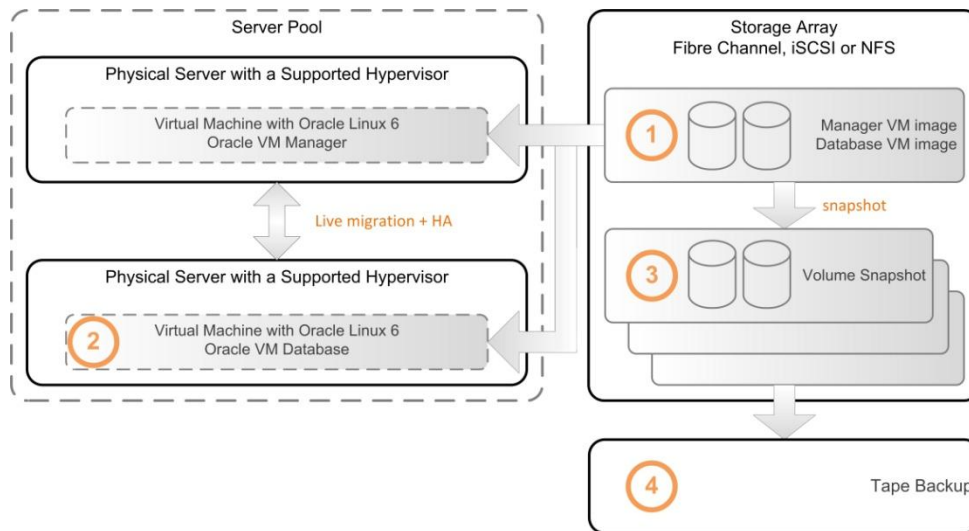 Server Pool
Physical Server with a Supported Hypervisor
Virtual Machine with Oracle Linux 6
Oracle VM Manager
Live migration + HA
Physical Server with a Supported Hypervisor
2
Virtual Machine with Oracle Linux 6
Oracle VM Database
Storage Array
Fibre Channel, iSCSI or NFS
1
Manager VM image
Database VM image
snapshot
3
Volume Snapshot
4
Tape Backup